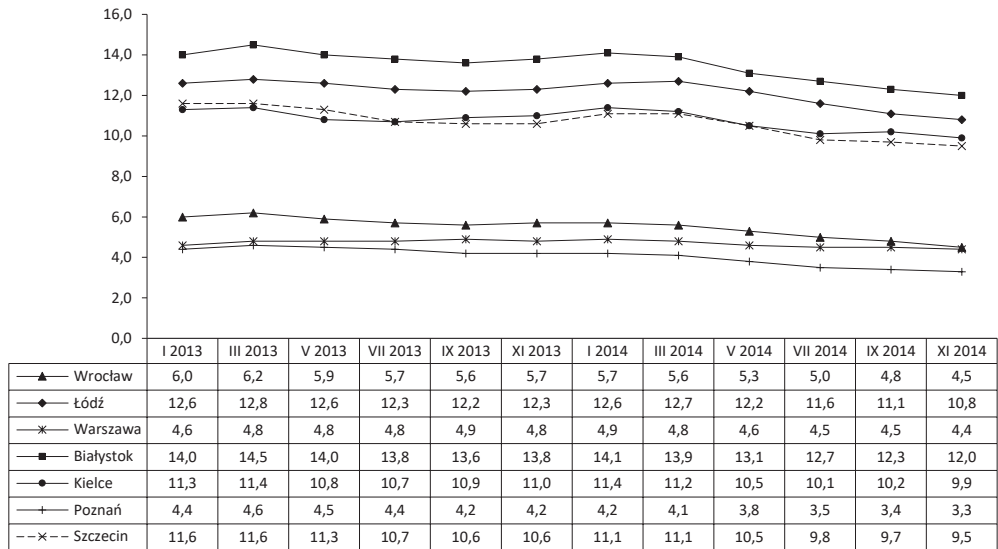 16,0
14,0
12,0
10,0
8,0
6,0
4,0
2,0
0,0
I 2013 III 2013 V 2013 VII 2013 IX 2013 XI 2013 I 2014 III 2014 V 2014 VII 2014 IX 2014 XI 2014
Wrocław 6,0 6,2 5,9 5,7 5,6 5,7 5,7 5,6 5,3 5,0 4,8 4,5
Łódź 12,6 12,8 12,6 12,3 12,2 12,3 12,6 12,7 12,2 11,6 11,1 10,8
Warszawa 4,6 4,8 4,8 4,8 4,9 4,8 4,9 4,8 4,6 4,5 4,5 4,4
Białystok 14,0 14,5 14,0 13,8 13,6 13,8 14,1 13,9 13,1 12,7 12,3 12,0
Kielce 11,3 11,4 10,8 10,7 10,9 11,0 11,4 11,2 10,5 10,1 10,2 9,9
Poznań 4,4 4,6 4,5 4,4 4,2 4,2 4,2 4,1 3,8 3,5 3,4 3,3
Szczecin 11,6 11,6 11,3 10,7 10,6 10,6 11,1 11,1 10,5 9,8 9,7 9,5